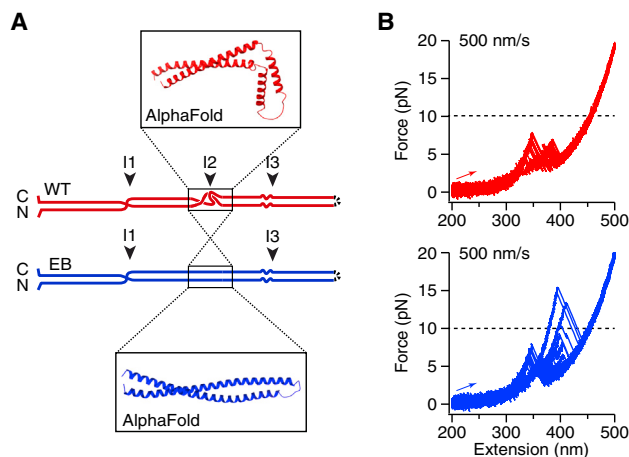 A
AlphaFold
I1
I2
I3
C WT
N
I1
I3
C EB
N
AlphaFold
B
20
500 nm/s
15
Force (pN)
10
5
0
200 300 400 500
20
500 nm/s
15
Force (pN)
10
5
0
200 300 400 500
Extension (nm)